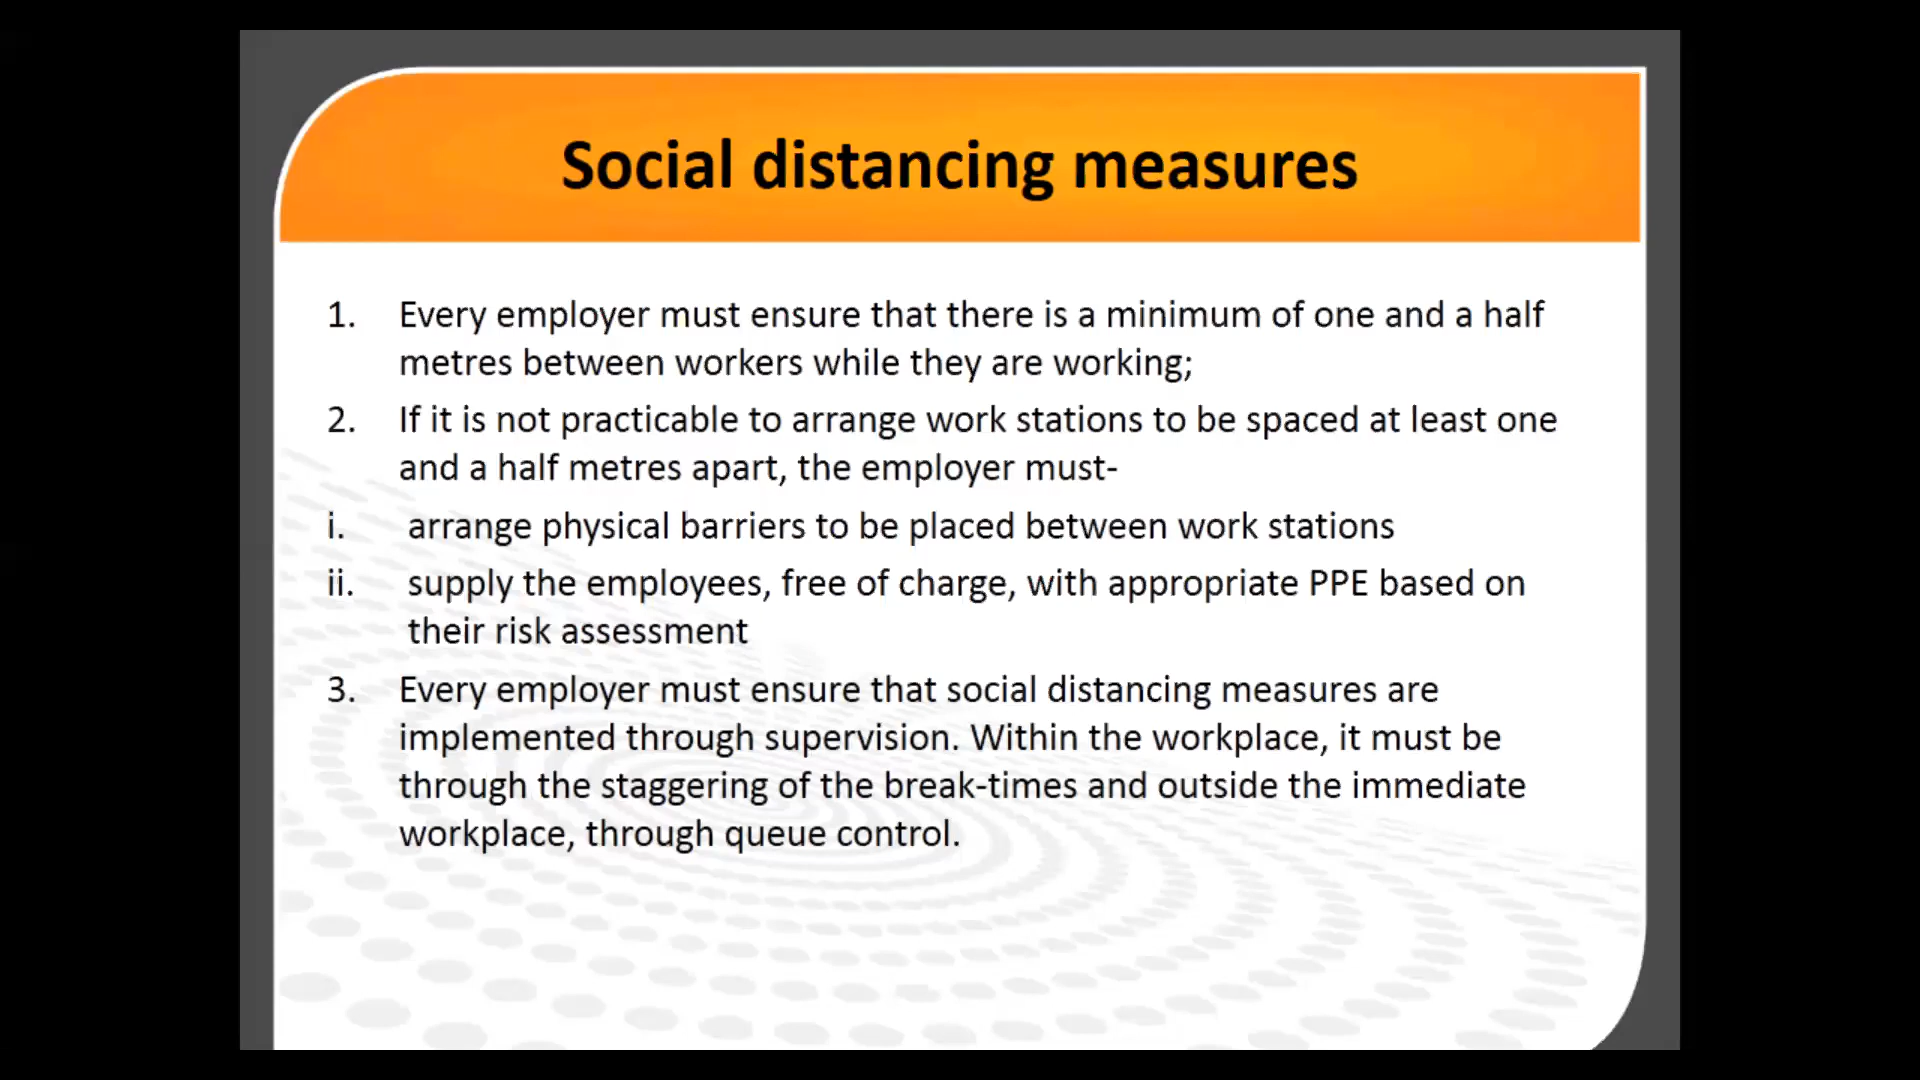 Social distancing measures
1. Every employer must ensure that there is a minimum of one and a half
metres between workers while they are working;
2. If it is not practicable to arrange work stations to be spaced at least one
and a half metres apart, the employer must-
i. arrange physical barriers to be placed between work stations
ii. supply the employees, free of charge, with appropriate PPE based on
their risk assessment
3. Every employer must ensure that social distancing measures are
implemented through supervision. Within the workplace, it must be
through the staggering of the break-times and outside the immediate
workplace, through queue control.